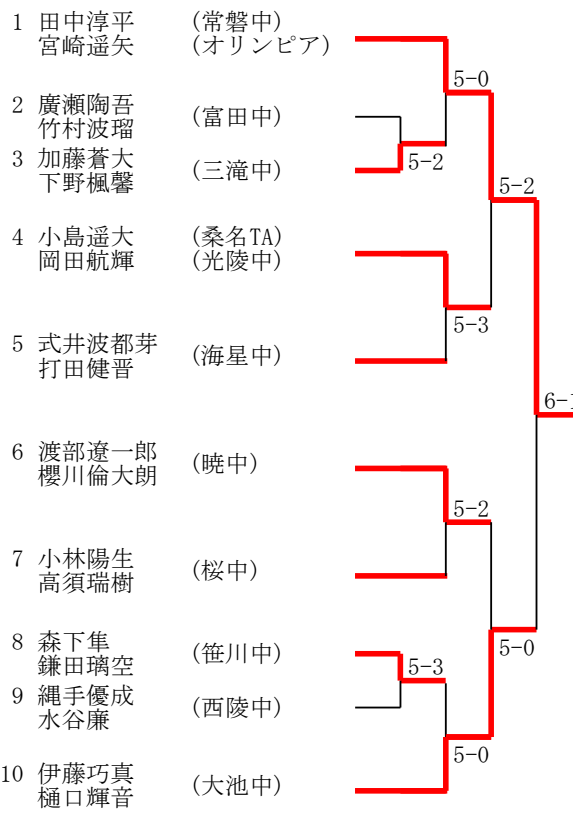 1 田中淳平 (常磐中)
宮崎遥矢 (オリンピア)
5-0
2 廣瀬陶吾
竹村波瑠 (富田中)
3 加藤蒼大
下野楓馨 (三滝中)
5-2
5-2
4 小島遥大 (桑名TA)
岡田航輝 (光陵中)
5-3
5 式井波都芽
打田健晋 (海星中)
6-1
6 渡部遼一郎
櫻川倫大朗 (暁中)
5-2
7 小林陽生
高須瑞樹 (桜中)
8 森下隼
鎌田璃空 (笹川中)
5-3
5-0
9 縄手優成
水谷廉 (西陵中)
5-0
10 伊藤巧真
樋口輝音 (大池中)